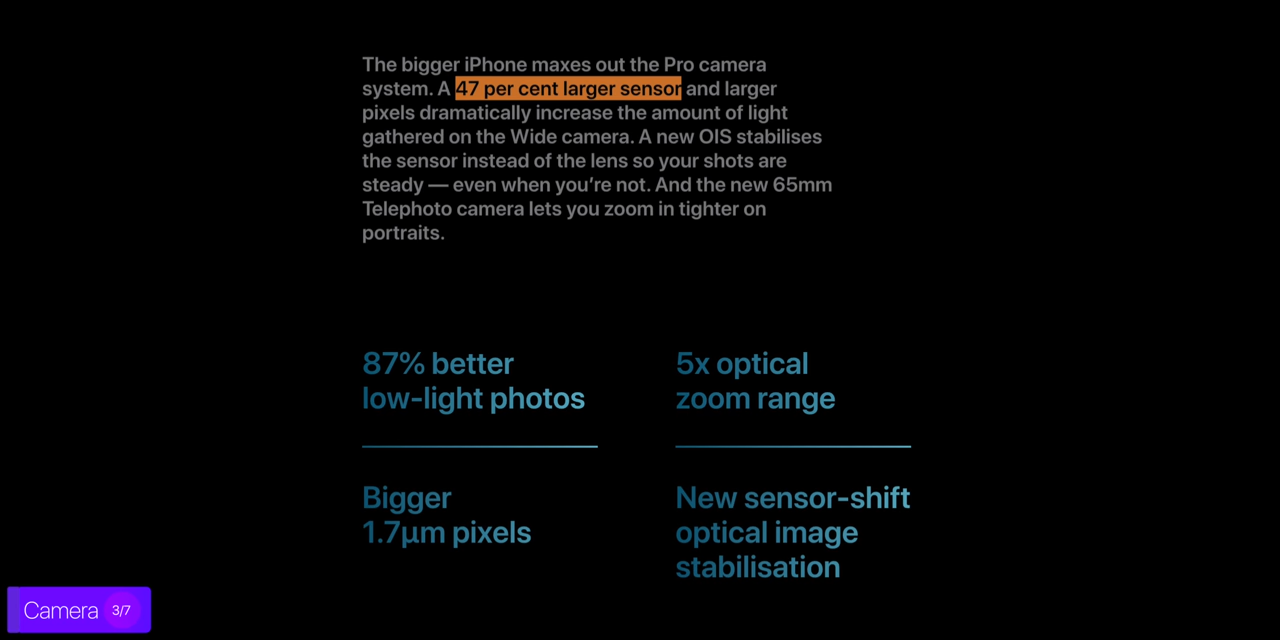 The bigger iPhone maxes out the Pro camera
system. A 47 per cent larger sensor and larger
pixels dramatically increase the amount of light
gathered on the Wide camera. A new OIS stabilises
the sensor instead of the lens so your shots are
steady — even when you’re not. And the new 65mm
Telephoto camera lets you zoom in tighter on
portraits.
87% better
low-light photos
5x optical
zoom range
Bigger
1.7µm pixels
New sensor-shift
optical image
stabilisation
Camera 3/7